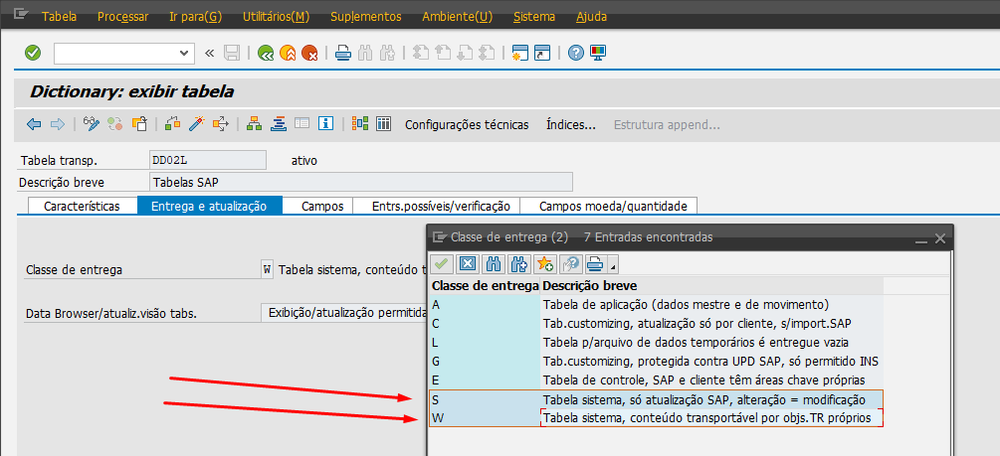 Tabela Processar Ir para(G) Utilitários(M) Suplementos Ambiente(U) Sistema Ajuda
Dictionary: exibir tabela
Configurações técnicas Índices... Estrutura append...
Tabela transp. DD02L ativo
Descrição breve Tabelas SAP
Características Entrega e atualização Campos Entrs.possíveis/verificação Campos moeda/quantidade
Classe de entrega W Tabela sistema, conteúdo t
Data Browser/atualiz.visão tabs. Exibição/atualização permitida
Classe de entrega (2) 7 Entradas encontradas
Classe de entrega Descrição breve
A Tabela de aplicação (dados mestre e de movimento)
C Tab.customizing, atualização só por cliente, s/import.SAP
L Tabela p/arquivo de dados temporários é entregue vazia
G Tab.customizing, protegida contra UPD SAP, só permitido INS
E Tabela de controle, SAP e cliente têm áreas chave próprias
S Tabela sistema, só atualização SAP, alteração = modificação
W Tabela sistema, conteúdo transportável por objs.TR próprios